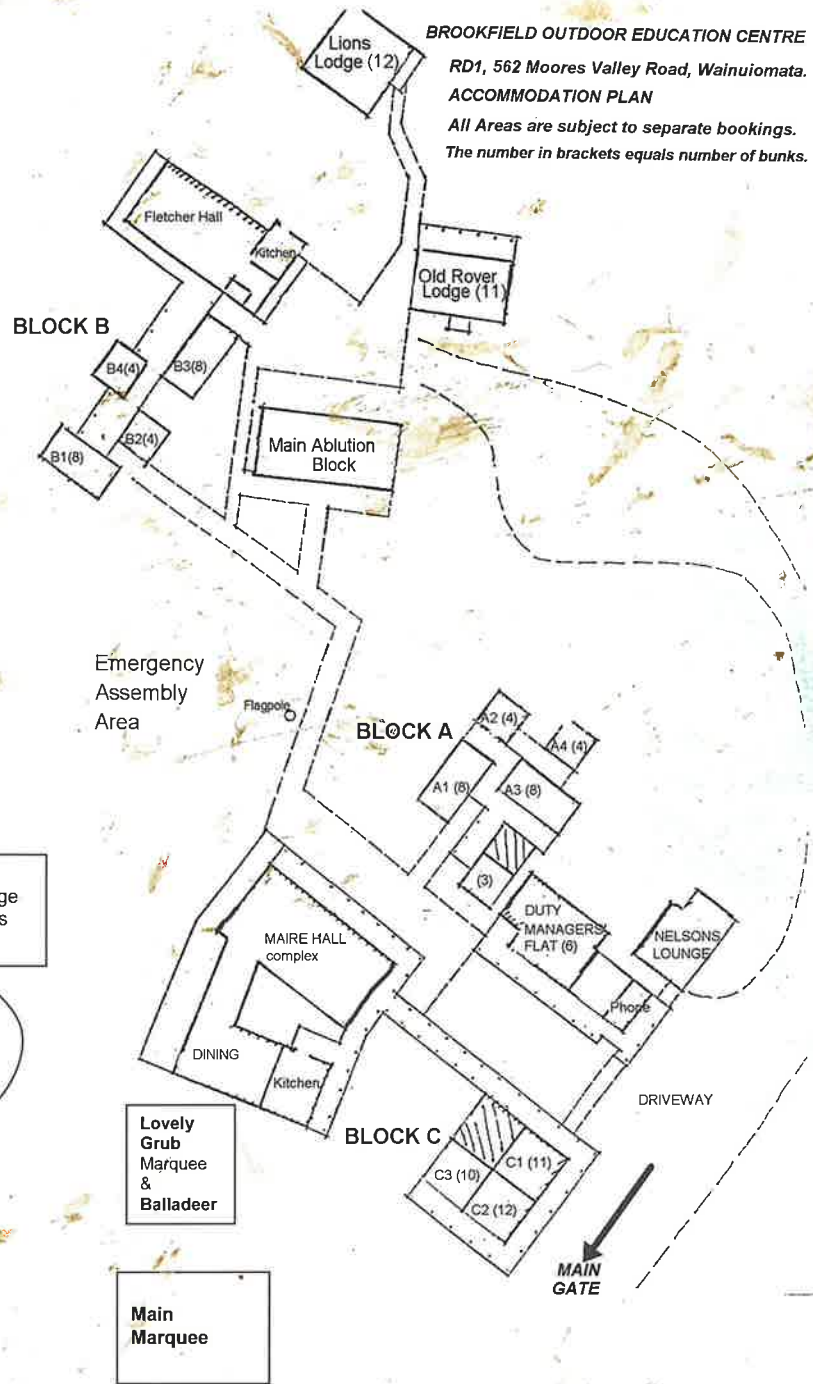 BROOKFIELD OUTDOOR EDUCATION CENTRE
RD1, 562 Moores Valley Road, Wainuiomata.
ACCOMMODATION PLAN
All Areas are subject to separate bookings.
The number in brackets equals number of bunks.
Lions
Lodge (12)
Fletcher Hall
Kitchen
Old Rover
Lodge (11)
BLOCK B
B4(4)
B3(8)
B2(4)
B1(8)
Main Ablution
Block
Emergency
Assembly
Area
Flagpole
BLOCK A
A2 (4)
A4 (4)
A1 (8)
A3 (8)
(3)
DUTY
MANAGERS'
FLAT (6)
NELSONS
LOUNGE
Phone
MAIRE HALL
complex
DINING
Kitchen
DRIVEWAY
Lovely
Grub
Marquee
&
Balladeer
BLOCK C
C1 (11)
C3 (10)
C2 (12)
MAIN
GATE
Main
Marquee